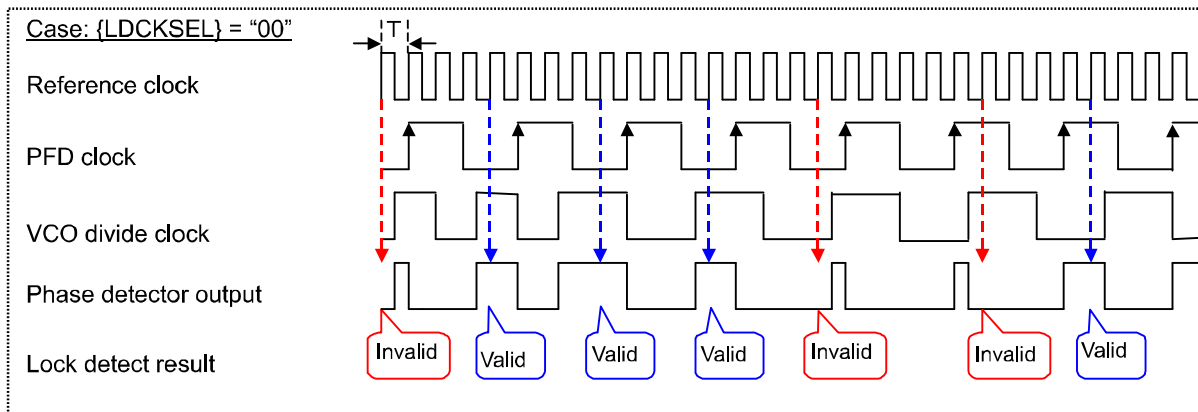 Case: {LDCKSEL} = “00”
T
Reference clock
PFD clock
VCO divide clock
Phase detector output
Lock detect result
Invalid
Valid
Valid
Valid
Invalid
Invalid
Valid